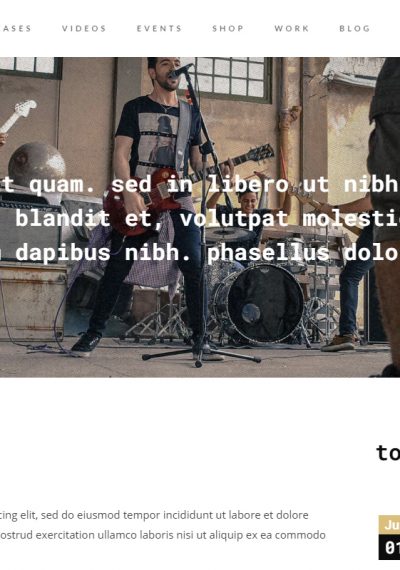 ASES VIDEOS EVENTS SHOP WORK BLOG
t quam. sed in libero ut nibh
blandit et, volutpat molesti
dapibus nibh. phasellus dolo
to
cing elit, sed do eiusmod tempor incididunt ut labore et dolore
ostrud exercitation ullamco laboris nisi ut aliquip ex ea commodo
Ju
01